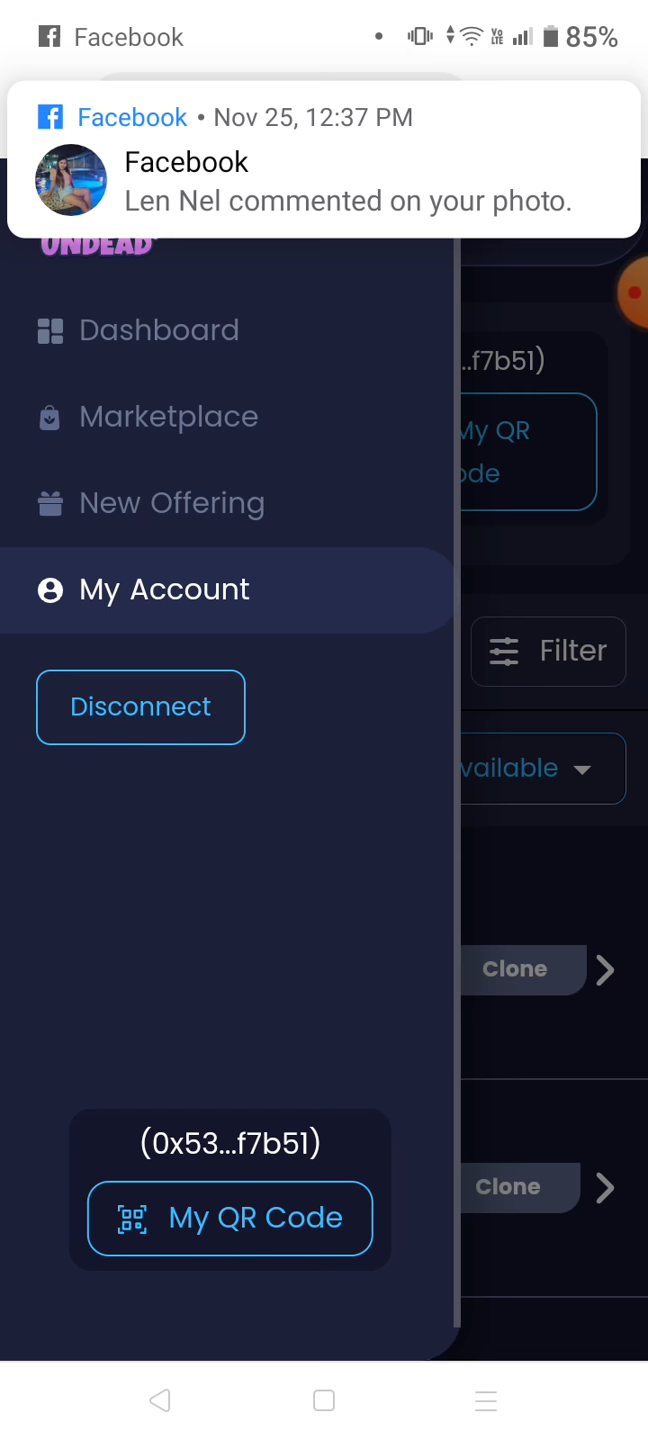 Facebook
85%
Facebook • Nov 25, 12:37 PM
Facebook
Len Nel commented on your photo.
UNDEAD
Dashboard
...f7b51)
Marketplace
My QR
ode
New Offering
My Account
Filter
Disconnect
vailable
Clone
(0x53...f7b51)
Clone
My QR Code